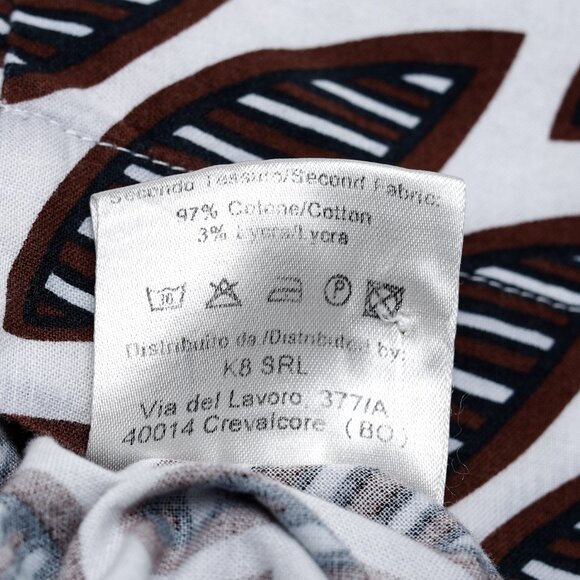 Secondo Tessuto/Second Fabric:
97% Cotone/Cotton
3% Lycra/Lycra
30 P
Distribuito da /Distributed by:
K8 SRL
Via del Lavoro 377/A
40014 Crevalcore (BO)